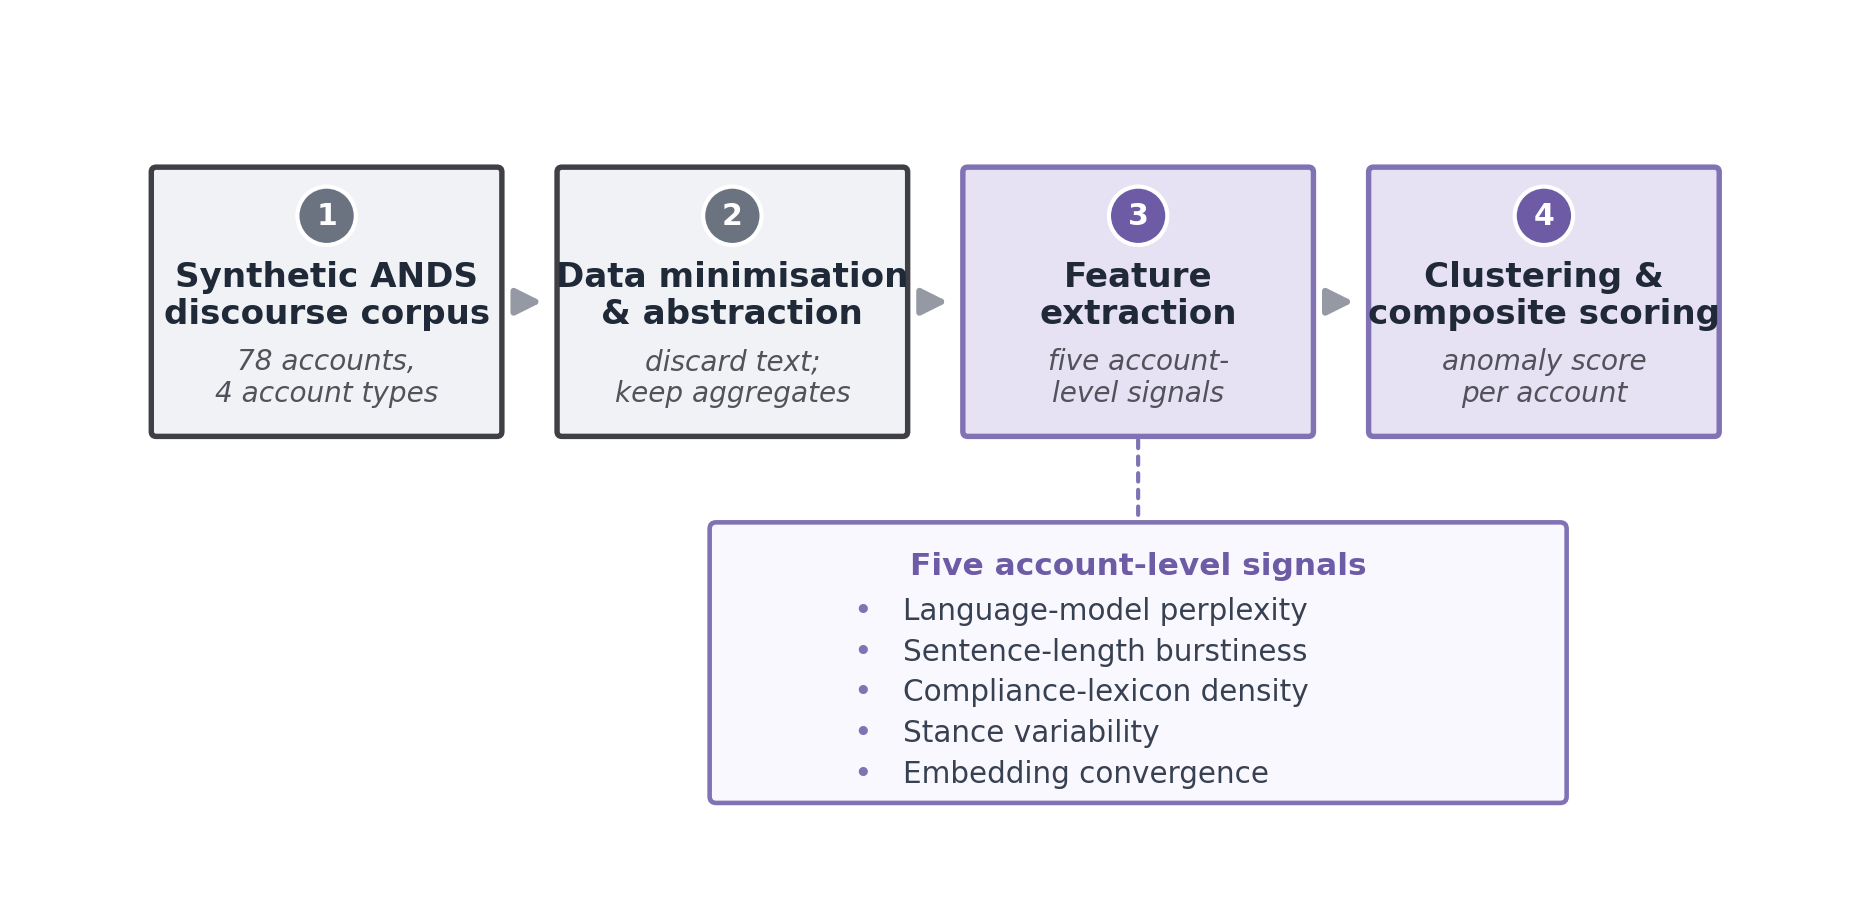 1
Synthetic ANDS
discourse corpus
78 accounts,
4 account types
2
Data minimisation
& abstraction
discard text;
keep aggregates
3
Feature
extraction
five account-
level signals
4
Clustering &
composite scoring
anomaly score
per account
Five account-level signals
• Language-model perplexity
• Sentence-length burstiness
• Compliance-lexicon density
• Stance variability
• Embedding convergence